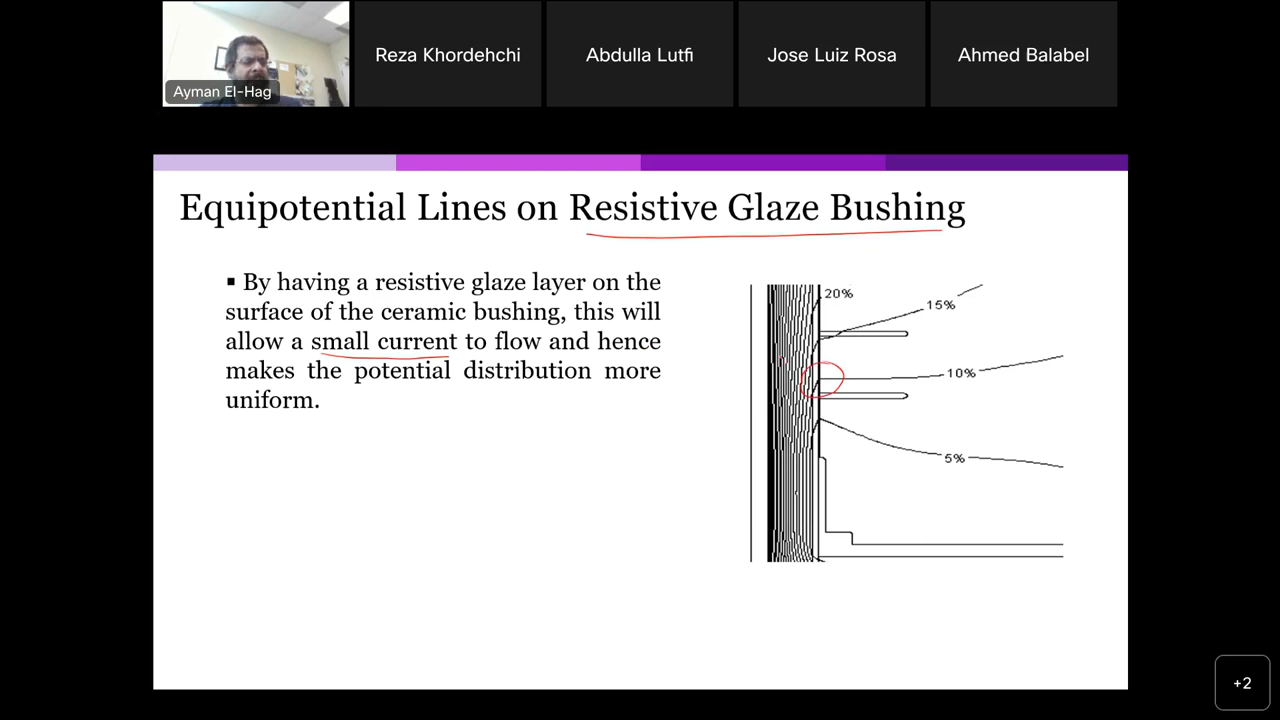 Ayman El-Hag
Reza Khordehchi
Abdulla Lutfi
Jose Luiz Rosa
Ahmed Balabel
Equipotential Lines on Resistive Glaze Bushing
▪ By having a resistive glaze layer on the
surface of the ceramic bushing, this will
allow a small current to flow and hence
makes the potential distribution more
uniform.
20%
15%
10%
5%
+2